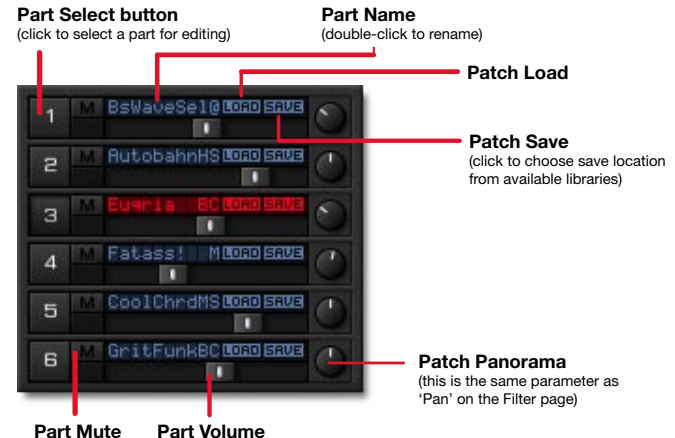 Part Select button
(click to select a part for editing)
Part Name
(double-click to rename)
Patch Load
Patch Save
(click to choose save location
from available libraries)
1 M BsWaveSel@ LOAD SAVE
2 M AutobahnHS LOAD SAVE
3 M Euqria BC LOAD SAVE
4 M Fatass! M LOAD SAVE
5 M CoolChrdMS LOAD SAVE
6 M GritFunkBC LOAD SAVE
Patch Panorama
(this is the same parameter as
‘Pan’ on the Filter page)
Part Mute
Part Volume